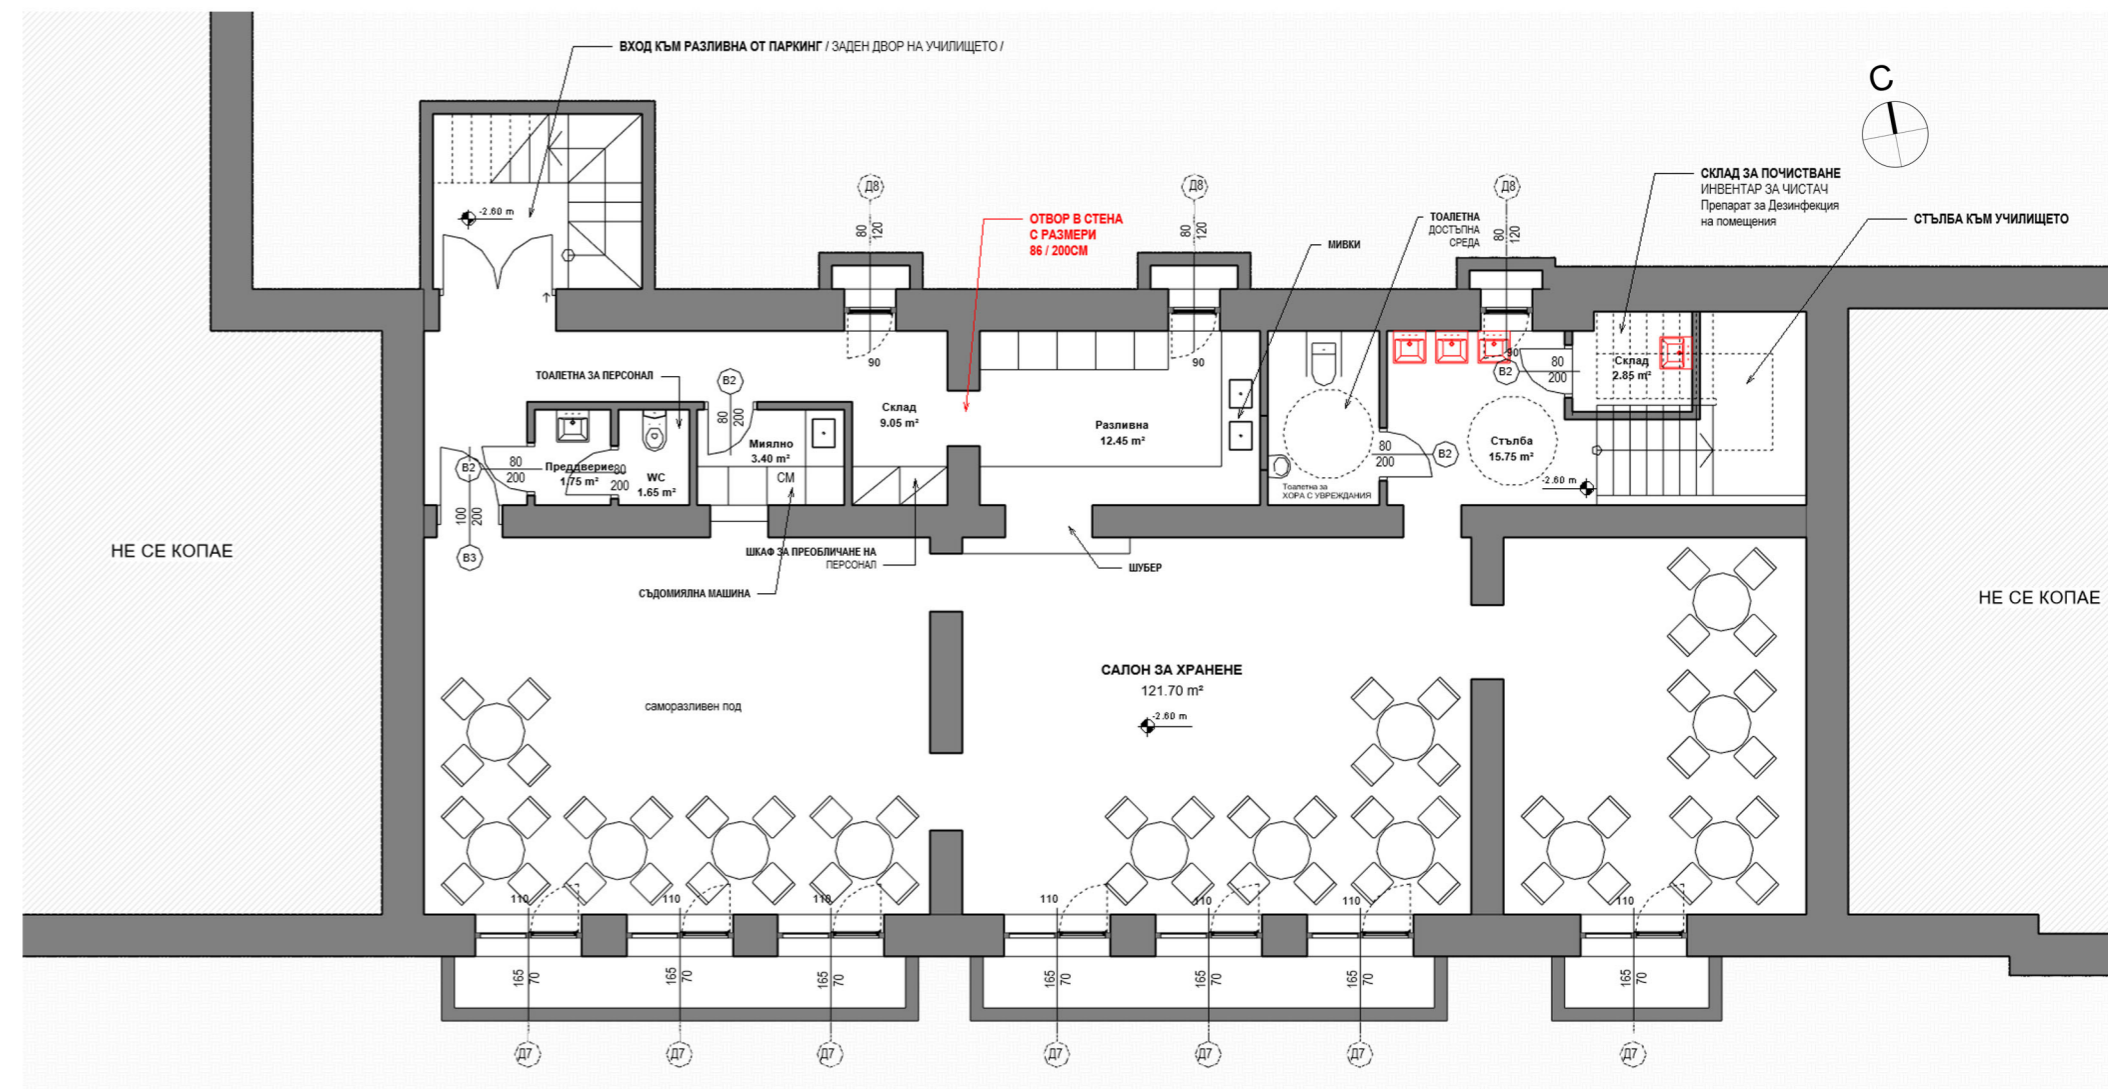 ВХОД КЪМ РАЗЛИВНА ОТ ПАРКИНГ / ЗАДЕН ДВОР НА УЧИЛИЩЕТО /
С
СКЛАД ЗА ПОЧИСТВАНЕ
ИНВЕНТАР ЗА ЧИСТАЧ
Препарат за Дезинфекция
на помещения
СТЪЛБА КЪМ УЧИЛИЩЕТО
Д8
80
120
Д8
80
120
Д8
80
120
-2.60 m
ОТВОР В СТЕНА
С РАЗМЕРИ
86 / 200СМ
ТОАЛЕТНА
ДОСТЪПНА
СРЕДА
МИВКИ
90
90
90
ТОАЛЕТНА ЗА ПЕРСОНАЛ
В2
80
200
Склад
9.05 m²
Разливна
12.45 m²
В2
80
200
Склад
2.85 m²
Миялно
3.40 m²
СМ
В2
80
200
Преддверие
1.75 m²
80
200
WC
1.65 m²
80
200
В2
Стълба
15.75 m²
-2.60 m
Тоалетна за
ХОРА С УВРЕЖДАНИЯ
100
200
В3
НЕ СЕ КОПАЕ
ШКАФ ЗА ПРЕОБЛИЧАНЕ НА
ПЕРСОНАЛ
СЪДОМИЯЛНА МАШИНА
ШУБЕР
НЕ СЕ КОПАЕ
САЛОН ЗА ХРАНЕНЕ
121.70 m²
-2.60 m
саморазливен под
110
110
110
110
110
110
110
165
70
165
70
165
70
165
70
165
70
165
70
165
70
Д7
Д7
Д7
Д7
Д7
Д7
Д7